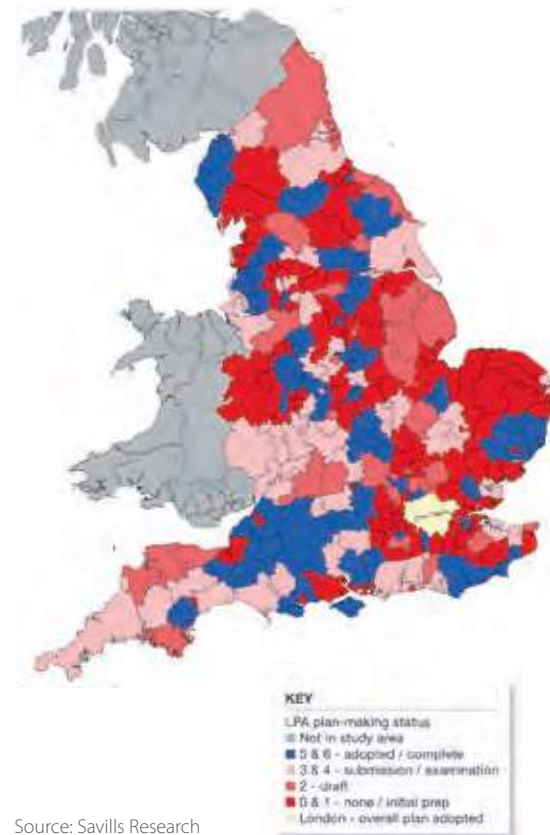 KEY
LPA plan-making status
Not in study area
5 & 6 - adopted / complete
3 & 4 - submission / examination
2 - draft
0 & 1 - none / initial prep
London - overall plan adopted
Source: Savills Research